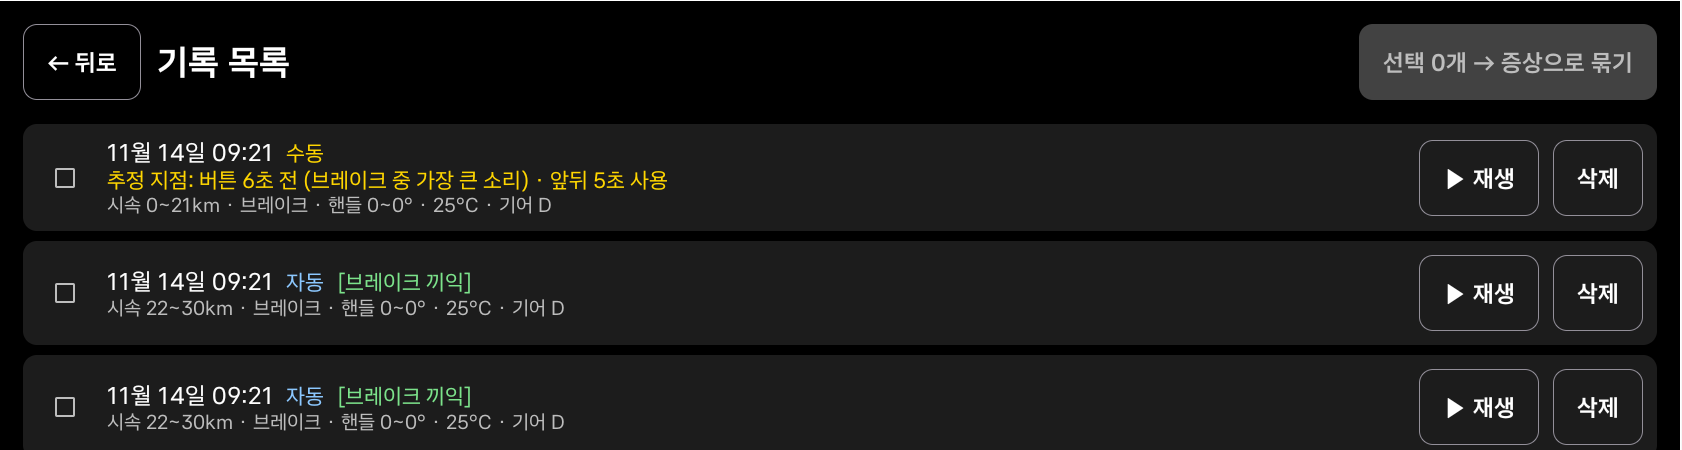 ← 뒤로
기록 목록
선택 0개 → 증상으로 묶기
11월 14일 09:21 수동
추정 지점: 버튼 6초 전 (브레이크 중 가장 큰 소리) · 앞뒤 5초 사용
시속 0~21km · 브레이크 · 핸들 0~0° · 25°C · 기어 D
▶ 재생
삭제
11월 14일 09:21 자동 [브레이크 끼익]
시속 22~30km · 브레이크 · 핸들 0~0° · 25°C · 기어 D
▶ 재생
삭제
11월 14일 09:21 자동 [브레이크 끼익]
시속 22~30km · 브레이크 · 핸들 0~0° · 25°C · 기어 D
▶ 재생
삭제